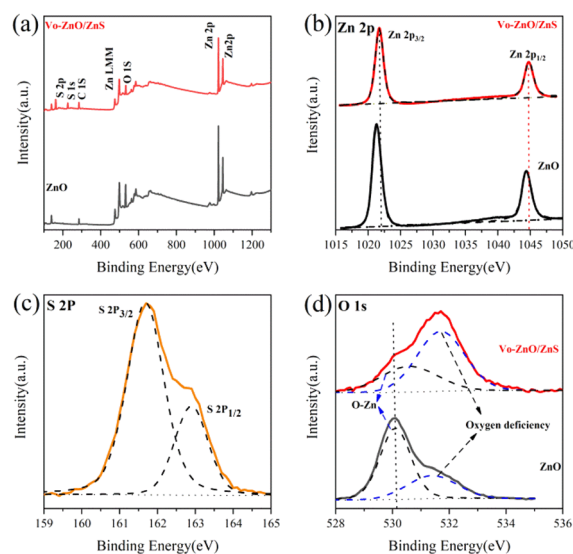 (a)
Vo-ZnO/ZnS
S 2p
S 1s
C 1S
Zn LMM
O 1S
Zn 2p
Zn2p
ZnO
Intensity(a.u.)
100 400 700 1000
Binding Energy(eV)
(b)
Zn 2p
Zn 2p3/2
Zn 2p1/2
Vo-ZnO/ZnS
ZnO
Intensity(a.u.)
1015 1020 1025 1030 1035 1040 1045 1050
Binding Energy(eV)
(c)
S 2P
S 2P3/2
S 2P1/2
Intensity(a.u.)
159 160 161 162 163 164 165
Binding Energy(eV)
(d)
O 1s
Vo-ZnO/ZnS
O-Zn
Oxygen deficiency
ZnO
Intensity(a.u.)
528 530 532 534 536
Binding Energy(eV)